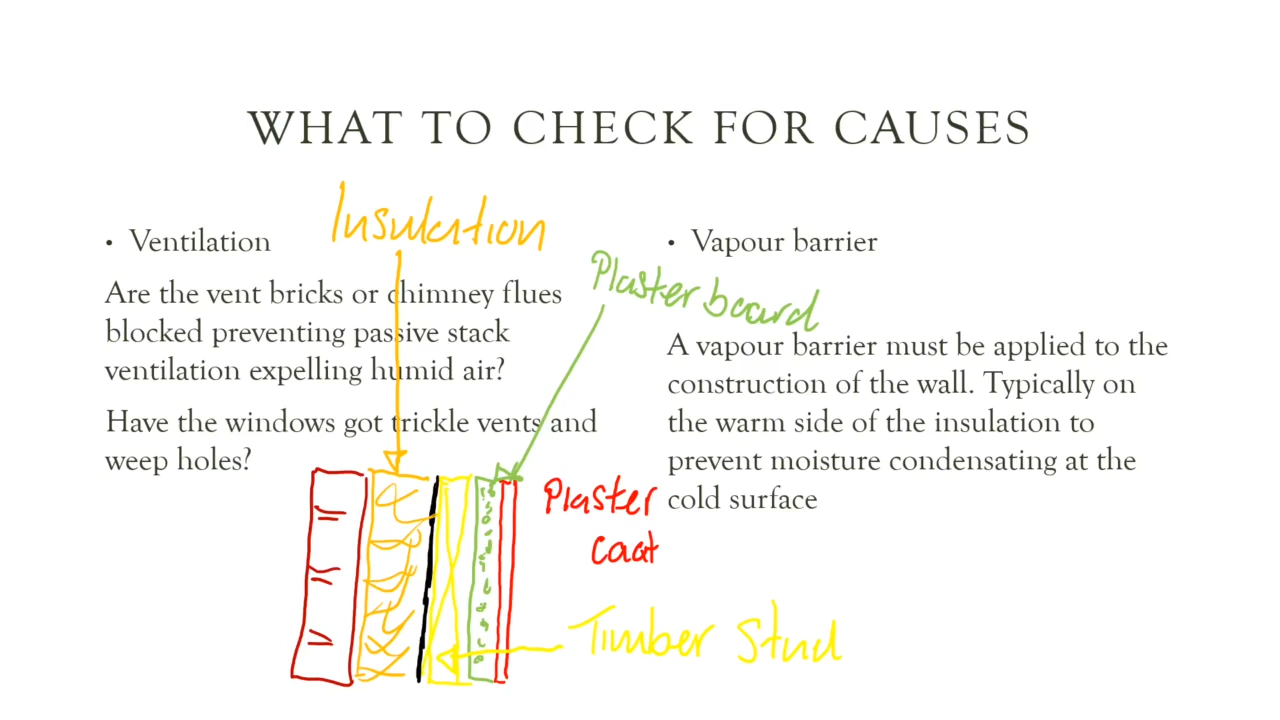 WHAT TO CHECK FOR CAUSES
Insulation
• Ventilation
Are the vent bricks or chimney flues
blocked preventing passive stack
ventilation expelling humid air?
Have the windows got trickle vents and
weep holes?
• Vapour barrier
Plasterboard
A vapour barrier must be applied to the
construction of the wall. Typically on
the warm side of the insulation to
prevent moisture condensating at the
cold surface
Plaster
coat
Timber Stud